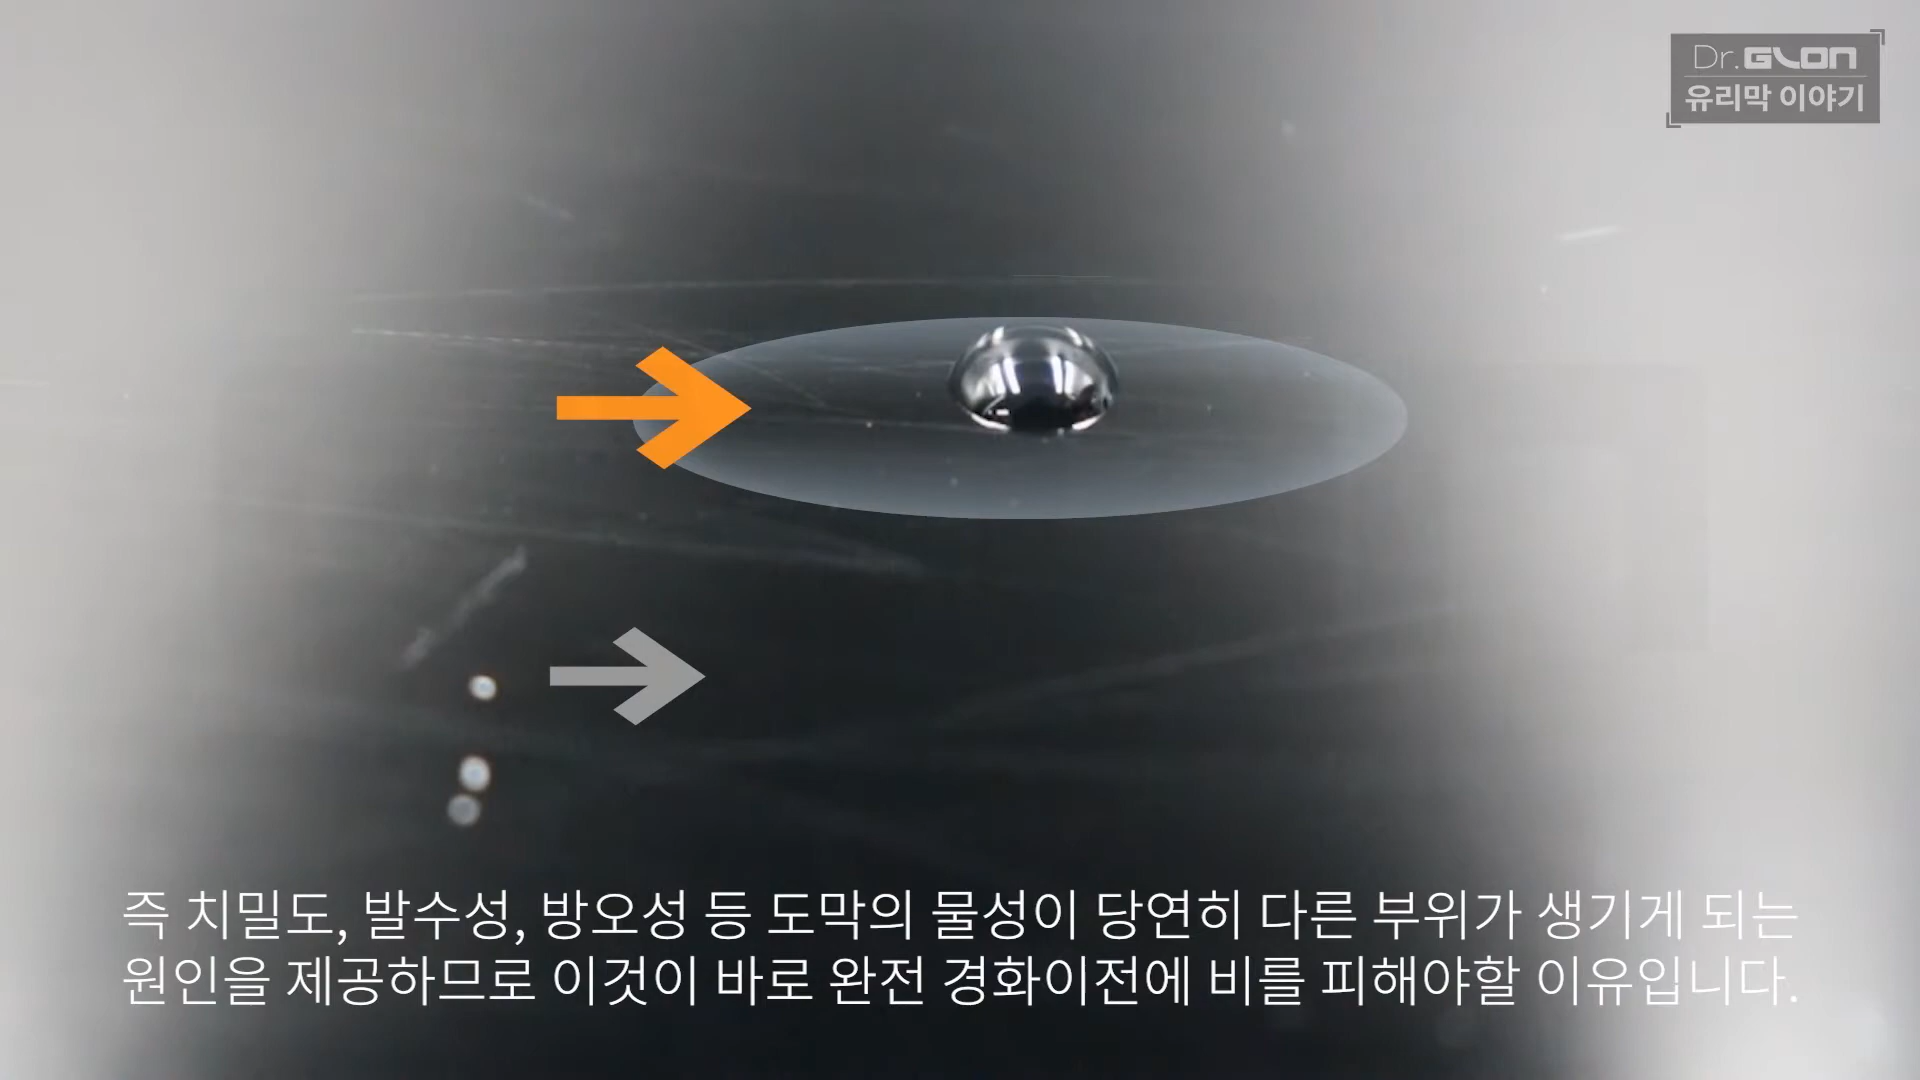 Dr. GLON
유리막 이야기
즉 치밀도, 발수성, 방오성 등 도막의 물성이 당연히 다른 부위가 생기게 되는
원인을 제공하므로 이것이 바로 완전 경화이전에 비를 피해야할 이유입니다.